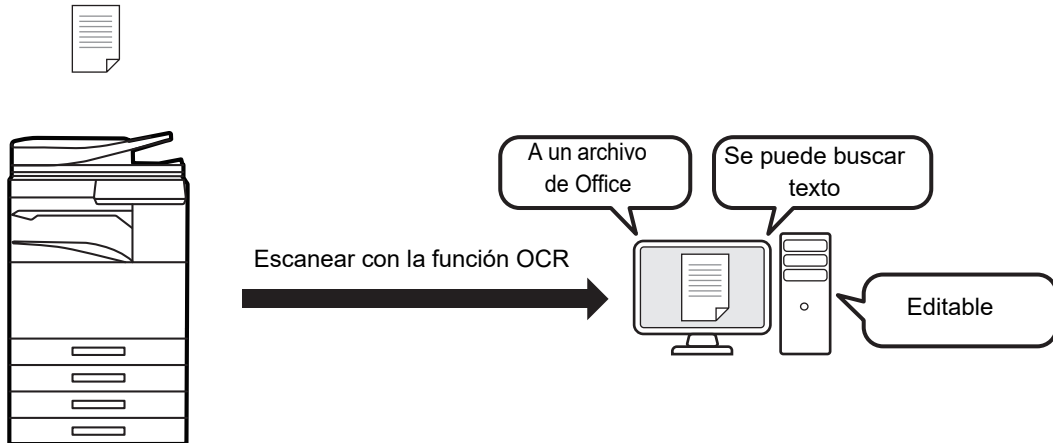 A un archivo
de Office
Se puede buscar
texto
Escanear con la función OCR
Editable